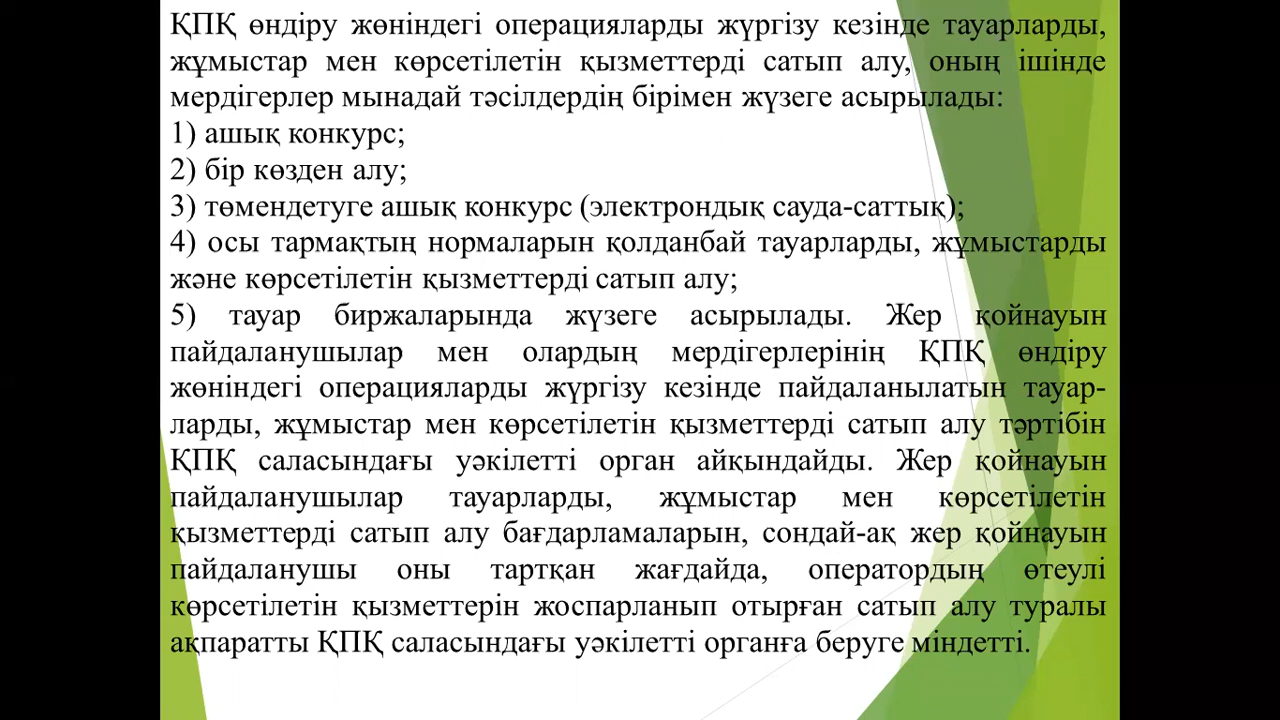 ҚПҚ өндіру жөніндегі операцияларды жүргізу кезінде тауарларды,
жұмыстар мен көрсетілетін қызметтерді сатып алу, оның ішінде
мердігерлер мынадай тәсілдердің бірімен жүзеге асырылады:
1) ашық конкурс;
2) бір көзден алу;
3) төмендетуге ашық конкурс (электрондық сауда-саттық);
4) осы тармақтың нормаларын қолданбай тауарларды, жұмыстарды
және көрсетілетін қызметтерді сатып алу;
5) тауар биржаларында жүзеге асырылады. Жер қойнауын
пайдаланушылар мен олардың мердігерлерінің ҚПҚ өндіру
жөніндегі операцияларды жүргізу кезінде пайдаланылатын тауар-
ларды, жұмыстар мен көрсетілетін қызметтерді сатып алу тәртібін
ҚПҚ саласындағы уәкілетті орган айқындайды. Жер қойнауын
пайдаланушылар тауарларды, жұмыстар мен көрсетілетін
қызметтерді сатып алу бағдарламаларын, сондай-ақ жер қойнауын
пайдаланушы оны тартқан жағдайда, оператордың өтеулі
көрсетілетін қызметтерін жоспарланып отырған сатып алу туралы
ақпаратты ҚПҚ саласындағы уәкілетті органға беруге міндетті.